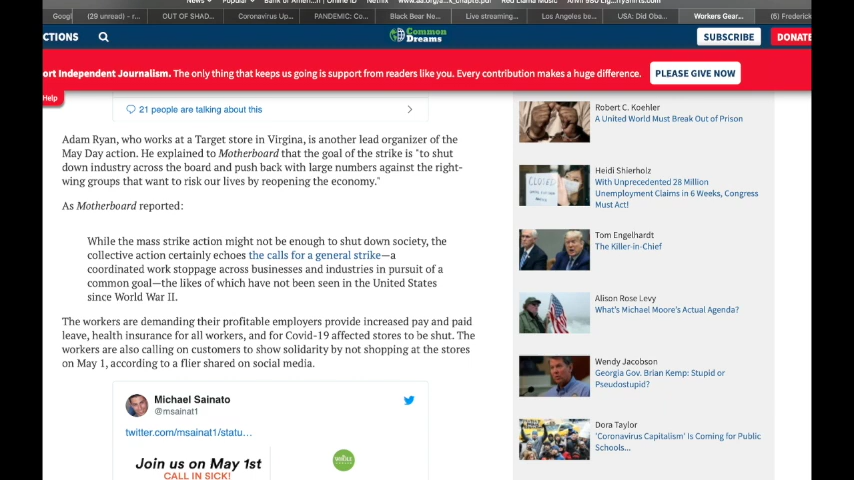 News
Popular
Netflix
Red Llama Music
Googl
(29 unread) - r...
OUT OF SHAD...
Coronavirus Up...
PANDEMIC: Co...
Black Bear No...
Live streaming...
Los Angeles be...
USA: Did Oba...
Workers Gear...
(5) Frederick
CTIONS
Common
Dreams
SUBSCRIBE
DONATE
ort Independent Journalism. The only thing that keeps us going is support from readers like you. Every contribution makes a huge difference.
PLEASE GIVE NOW
Help
21 people are talking about this
Adam Ryan, who works at a Target store in Virgina, is another lead organizer of the
May Day action. He explained to Motherboard that the goal of the strike is "to shut
down industry across the board and push back with large numbers against the right-
wing groups that want to risk our lives by reopening the economy."
As Motherboard reported:
While the mass strike action might not be enough to shut down society, the
collective action certainly echoes the calls for a general strike—a
coordinated work stoppage across businesses and industries in pursuit of a
common goal—the likes of which have not been seen in the United States
since World War II.
The workers are demanding their profitable employers provide increased pay and paid
leave, health insurance for all workers, and for Covid-19 affected stores to be shut. The
workers are also calling on customers to show solidarity by not shopping at the stores
on May 1, according to a flier shared on social media.
Michael Sainato
@msainat1
twitter.com/msainat1/statu...
Join us on May 1st
CALL IN SICK!
WHOLE
Robert C. Koehler
A United World Must Break Out of Prison
CLOSED
Heidi Shierholz
With Unprecedented 28 Million
Unemployment Claims in 6 Weeks, Congress
Must Act!
Tom Engelhardt
The Killer-in-Chief
Alison Rose Levy
What's Michael Moore's Actual Agenda?
Wendy Jacobson
Georgia Gov. Brian Kemp: Stupid or
Pseudostupid?
Dora Taylor
'Coronavirus Capitalism' Is Coming for Public
Schools...